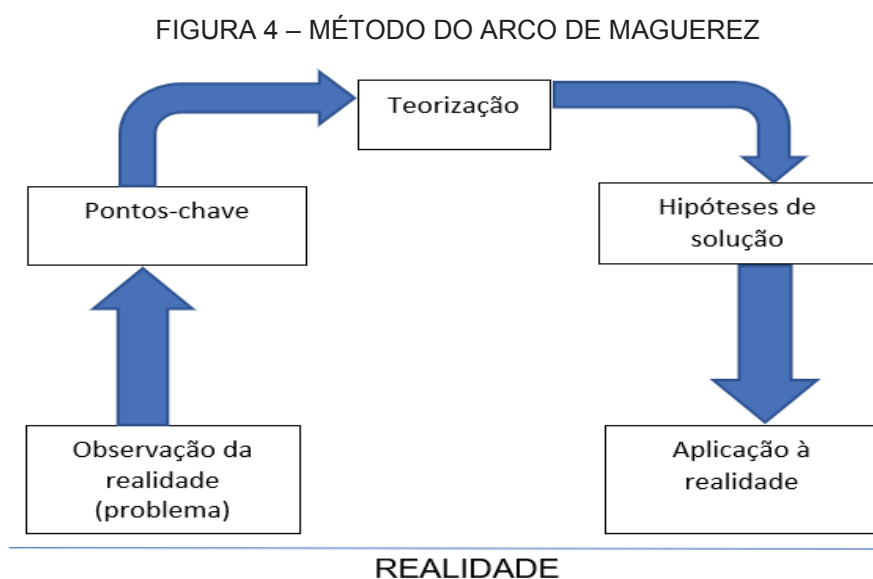 FIGURA 4 – MÉTODO DO ARCO DE MAGUEREZ
Teorização
Pontos-chave
Hipóteses de
solução
Observação da
realidade
(problema)
Aplicação à
realidade
REALIDADE